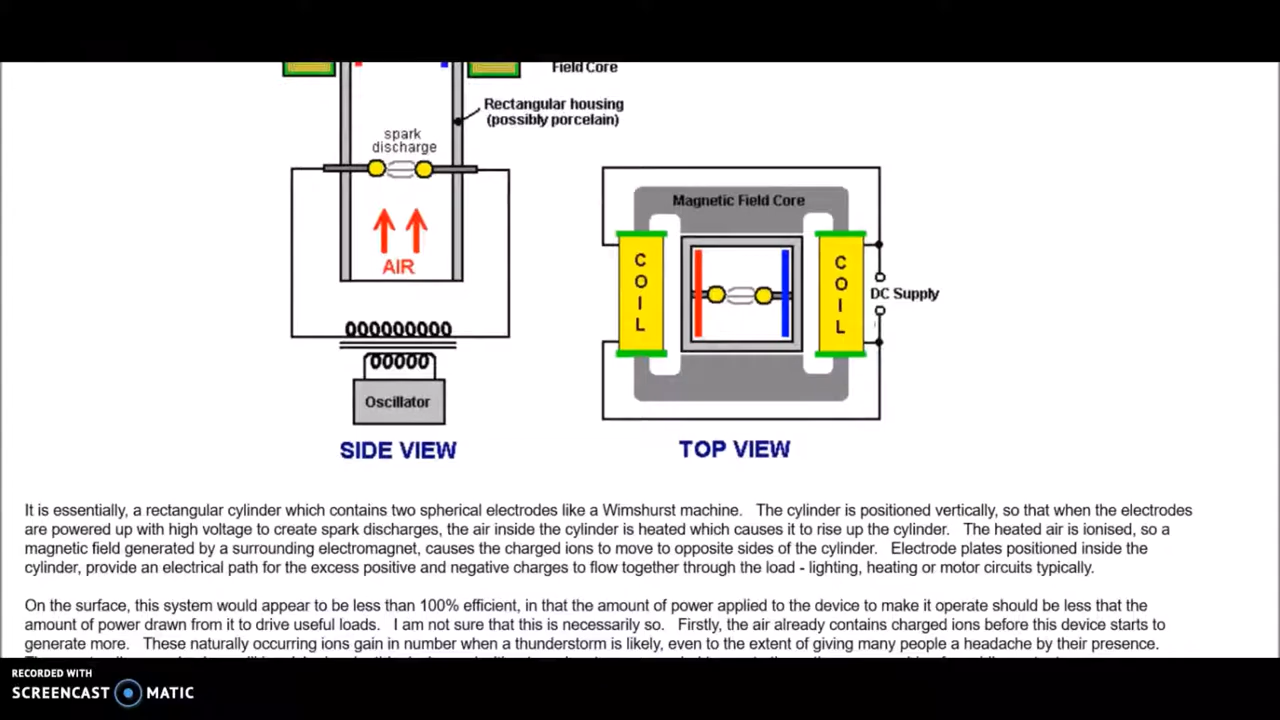 Field Core
Rectangular housing
(possibly porcelain)
spark
discharge
AIR
Oscillator
SIDE VIEW
Magnetic Field Core
COIL
COIL
DC Supply
TOP VIEW
It is essentially, a rectangular cylinder which contains two spherical electrodes like a Wimshurst machine. The cylinder is positioned vertically, so that when the electrodes
are powered up with high voltage to create spark discharges, the air inside the cylinder is heated which causes it to rise up the cylinder. The heated air is ionised, so a
magnetic field generated by a surrounding electromagnet, causes the charged ions to move to opposite sides of the cylinder. Electrode plates positioned inside the
cylinder, provide an electrical path for the excess positive and negative charges to flow together through the load - lighting, heating or motor circuits typically.
On the surface, this system would appear to be less than 100% efficient, in that the amount of power applied to the device to make it operate should be less that the
amount of power drawn from it to drive useful loads. I am not sure that this is necessarily so. Firstly, the air already contains charged ions before this device starts to
generate more. These naturally occurring ions gain in number when a thunderstorm is likely, even to the extent of giving many people a headache by their presence.
RECORDED WITH
SCREENCAST MATIC